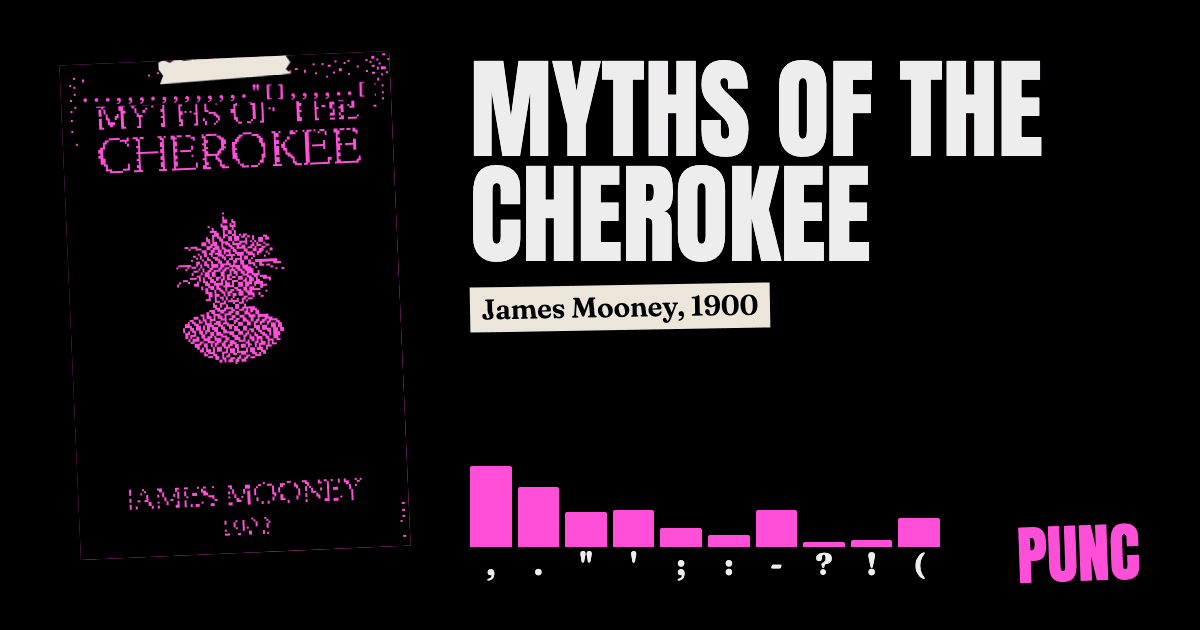 .............."[],,,...[
MYTHS OF THE
CHEROKEE
JAMES MOONEY
MYTHS OF THE
CHEROKEE
James Mooney, 1900
, . " ' ; : - ? ! (
PUNC